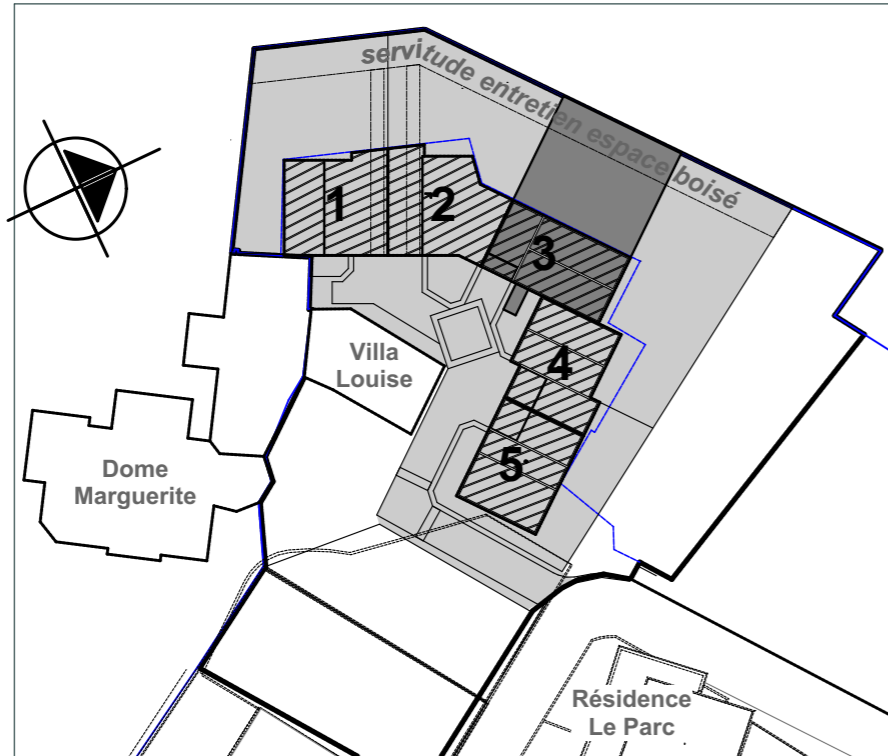 servitude entretien espace boisé
1
2
3
4
5
Villa
Louise
Dome
Marguerite
Résidence
Le Parc